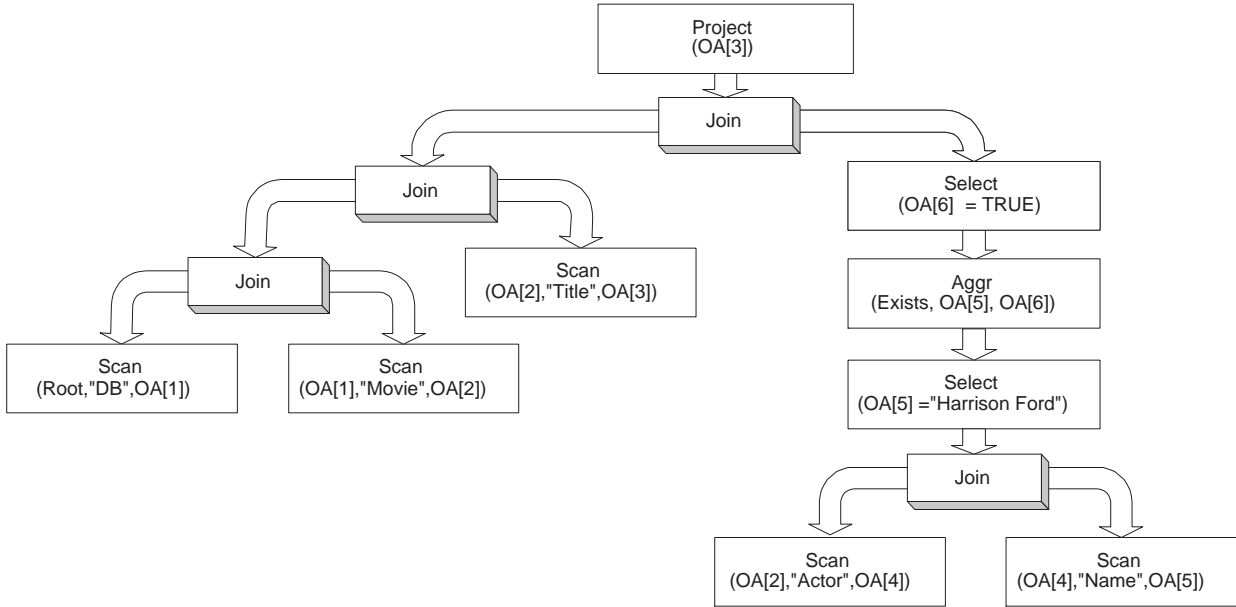 Project
(OA[3])
Join
Join
Select
(OA[6] = TRUE)
Join
Scan
(OA[2],"Title",OA[3])
Aggr
(Exists, OA[5], OA[6])
Scan
(Root,"DB",OA[1])
Scan
(OA[1],"Movie",OA[2])
Select
(OA[5] ="Harrison Ford")
Join
Scan
(OA[2],"Actor",OA[4])
Scan
(OA[4],"Name",OA[5])